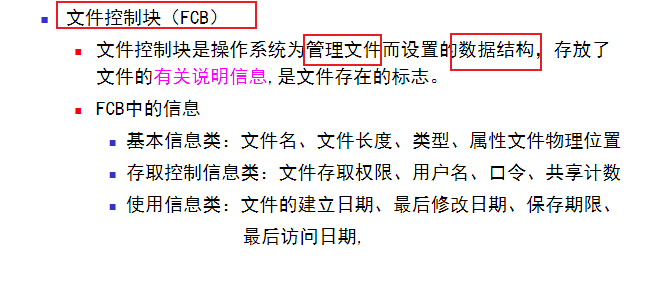 文件控制块（FCB）
文件控制块是操作系统为管理文件而设置的数据结构，存放了
文件的有关说明信息,是文件存在的标志。
FCB中的信息
基本信息类：文件名、文件长度、类型、属性文件物理位置
存取控制信息类：文件存取权限、用户名、口令、共享计数
使用信息类：文件的建立日期、最后修改日期、保存期限、
最后访问日期,